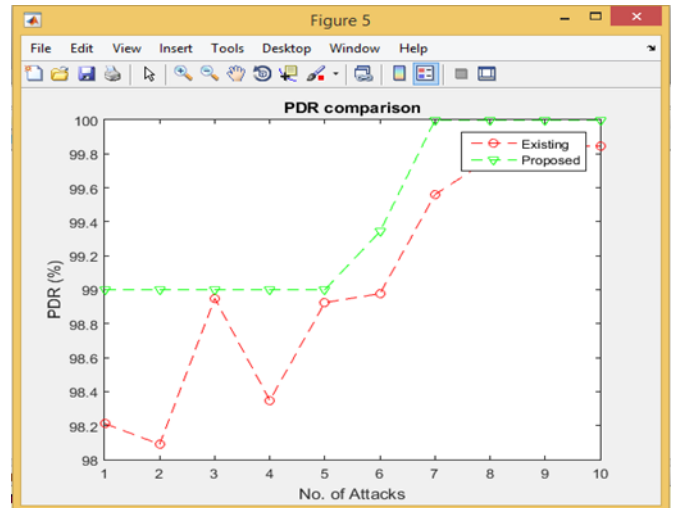 Figure 5
File Edit View Insert Tools Desktop Window Help
PDR comparison
100
99.8
99.6
99.4
99.2
99
98.8
98.6
98.4
98.2
98
PDR (%)
Existing
Proposed
1 2 3 4 5 6 7 8 9 10
No. of Attacks